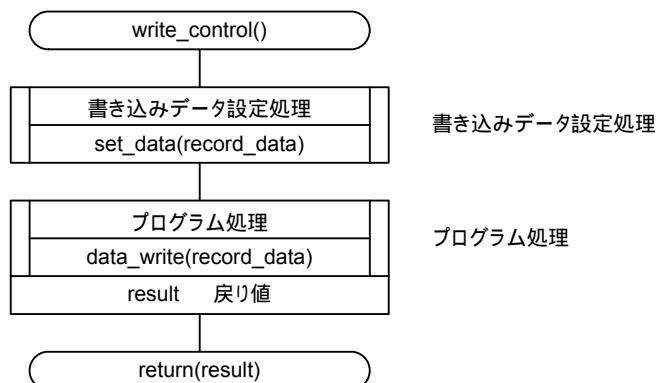 write_control()
書き込みデータ設定処理
set_data(record_data)
書き込みデータ設定処理
プログラム処理
data_write(record_data)
result 戻り値
プログラム処理
return(result)